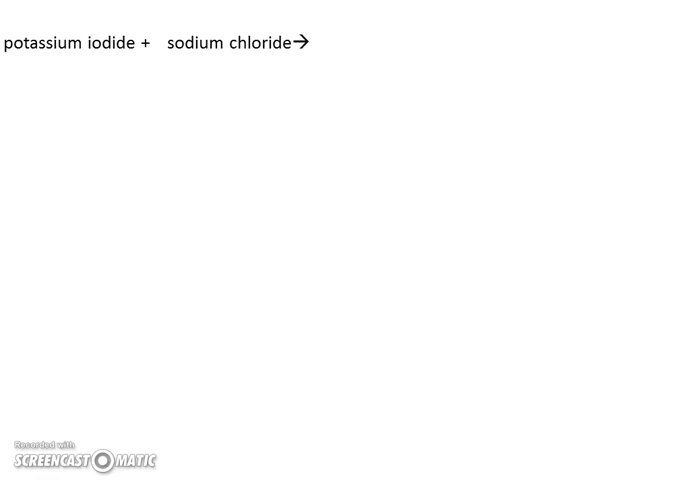 potassium iodide + sodium chloride→
Recorded with
SCREENCAST MATIC